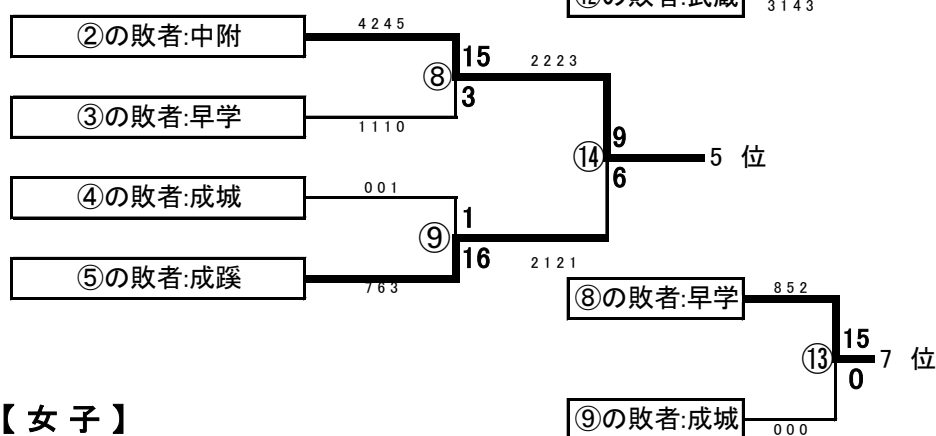 ⑫の敗者:武蔵
3143
②の敗者:中附
4245
15
⑧
3
2223
③の敗者:早学
1110
9
⑭
6
5 位
④の敗者:成城
001
1
⑨
16
2121
⑤の敗者:成蹊
763
⑧の敗者:早学
852
15
⑬
0
7 位
⑨の敗者:成城
000
【女子】